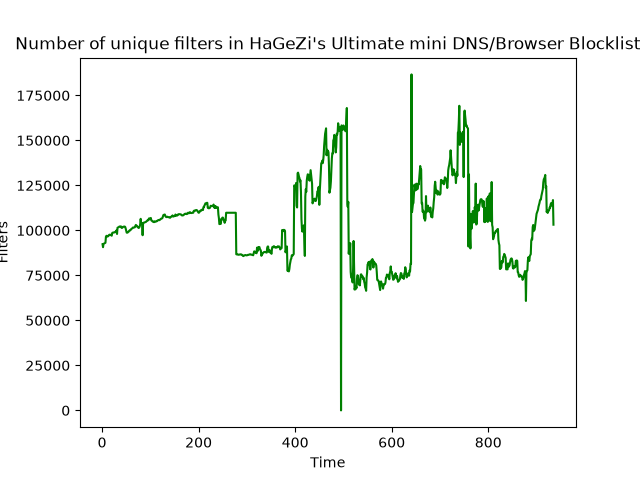 Number of unique filters in HaGeZi's Ultimate mini DNS/Browser Blocklist
175000
150000
125000
100000
75000
50000
25000
0
Filters
0 200 400 600 800
Time